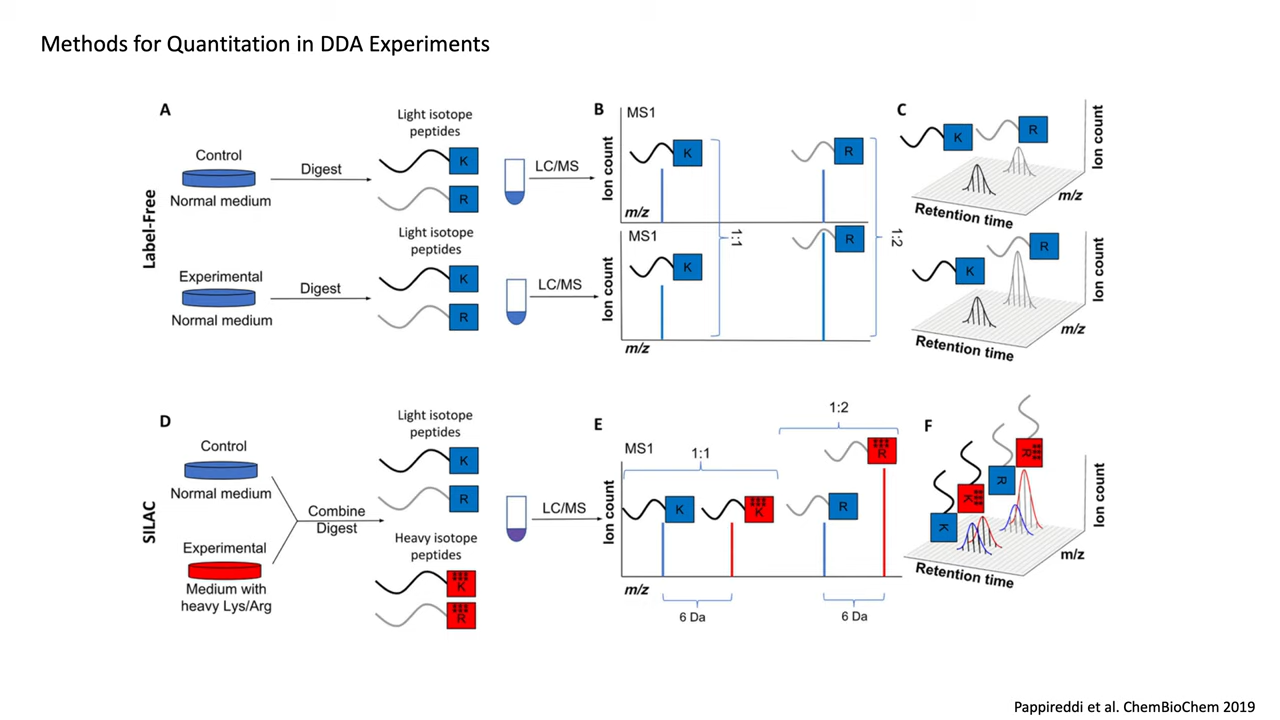 Methods for Quantitation in DDA Experiments
A
Label-Free
Control
Normal medium
Digest
Light isotope
peptides
K
R
LC/MS
Experimental
Normal medium
Digest
Light isotope
peptides
K
R
LC/MS
B
MS1
Ion count
m/z
K
R
MS1
Ion count
m/z
K
R
1:1
1:2
C
K
R
Ion count
m/z
Retention time
K
R
Ion count
m/z
Retention time
D
SILAC
Control
Normal medium
Experimental
Medium with
heavy Lys/Arg
Combine
Digest
Light isotope
peptides
K
R
Heavy isotope
peptides
K
R
LC/MS
E
MS1
Ion count
m/z
1:1
1:2
K
K
R
R
6 Da
6 Da
F
K
K
R
R
Ion count
m/z
Retention time
Pappireddi et al. ChemBioChem 2019